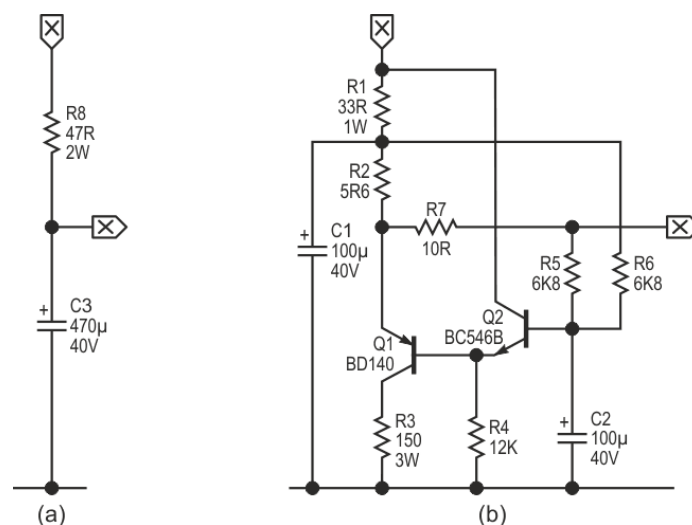 R8
47R
2W
C3
470µ
40V
(a)
R1
33R
1W
R2
5R6
R7
10R
C1
100µ
40V
R5
6K8
R6
6K8
Q2
BC546B
Q1
BD140
R3
150
3W
R4
12K
C2
100µ
40V
(b)